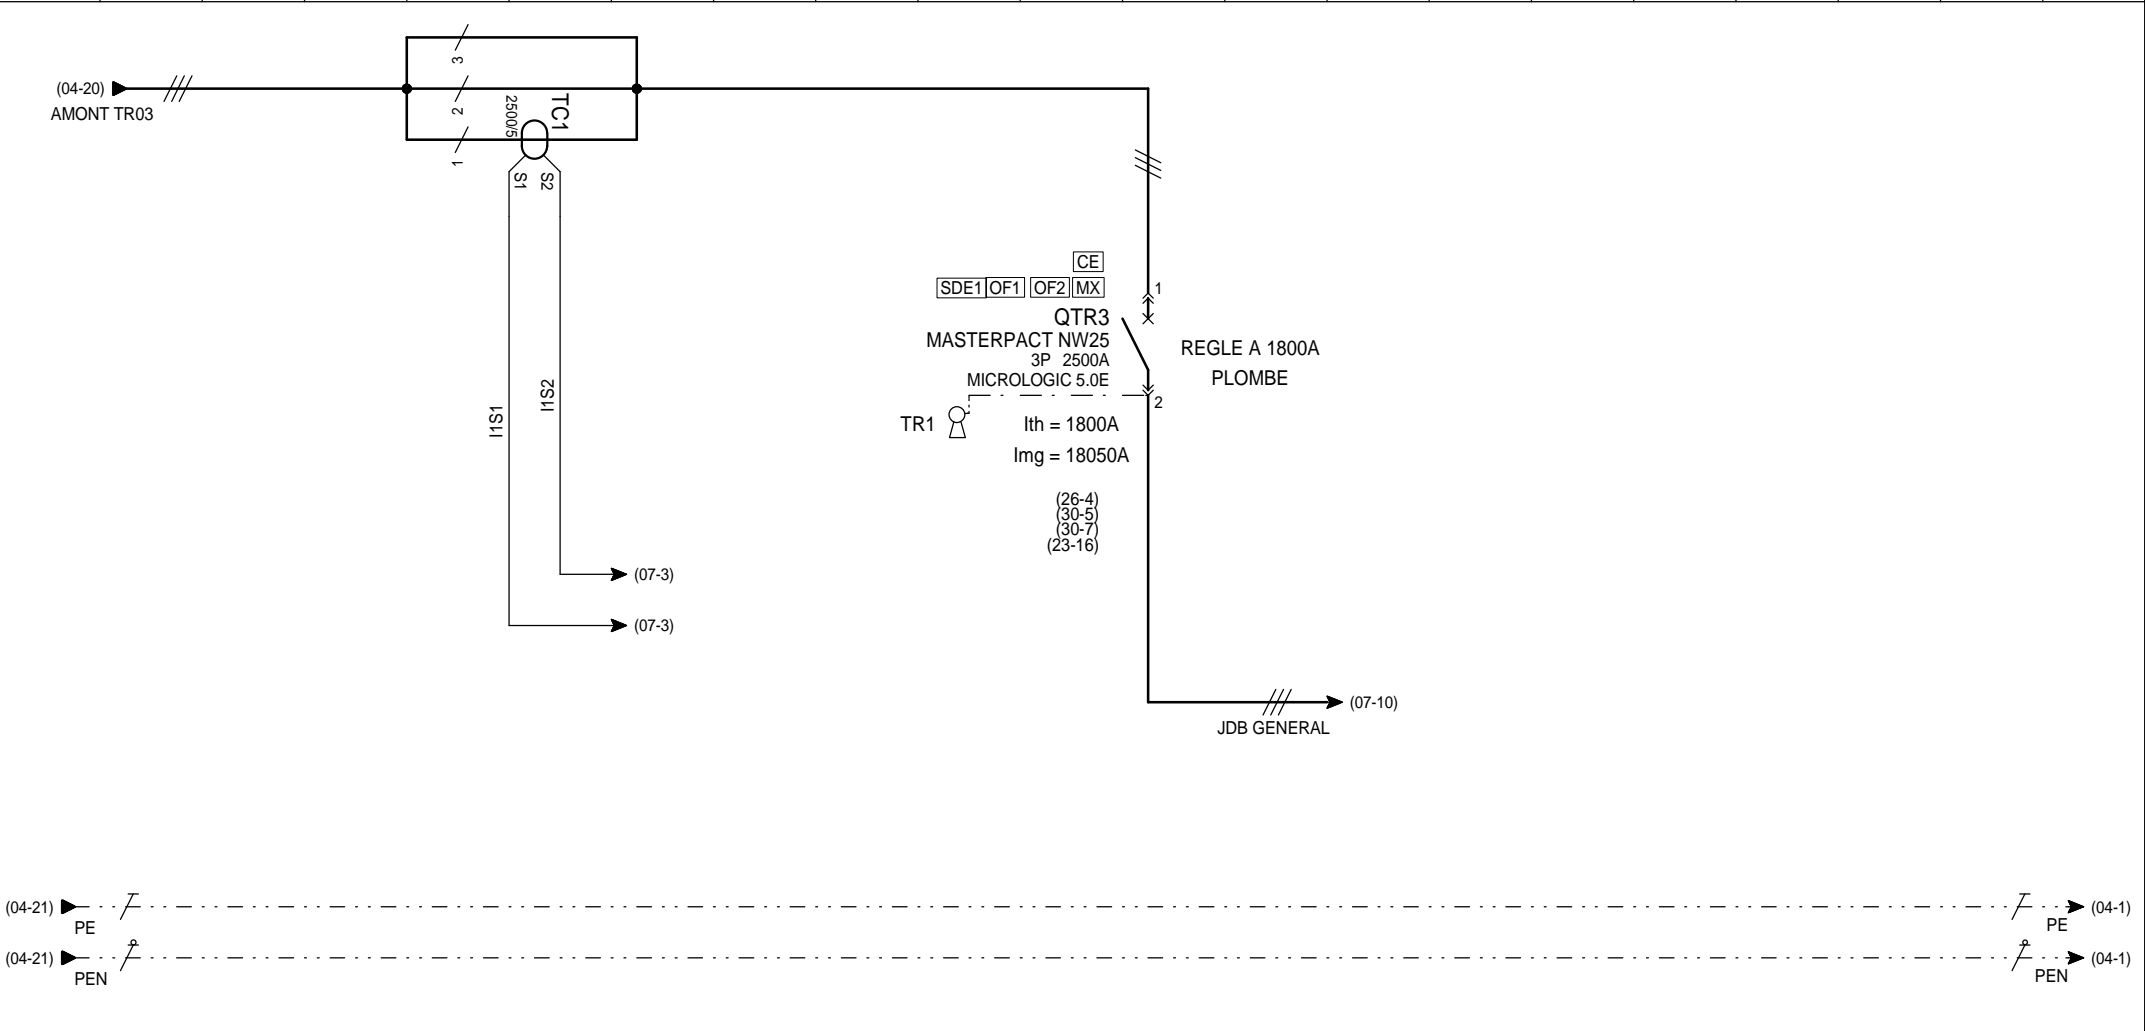 3
(04-20)
AMONT TR03
2
TC1
2500/5
1
S1
S2
CE
SDE1 OF1 OF2 MX
1
QTR3
MASTERPACT NW25
3P 2500A
MICROLOGIC 5.0E
REGLE A 1800A
PLOMBE
2
TR1
Ith = 1800A
Img = 18050A
I1S1
I1S2
(26-4)
(30-5)
(30-7)
(23-16)
(07-3)
(07-3)
(07-10)
JDB GENERAL
(04-21)
PE
(04-1)
PE
(04-21)
PEN
(04-1)
PEN